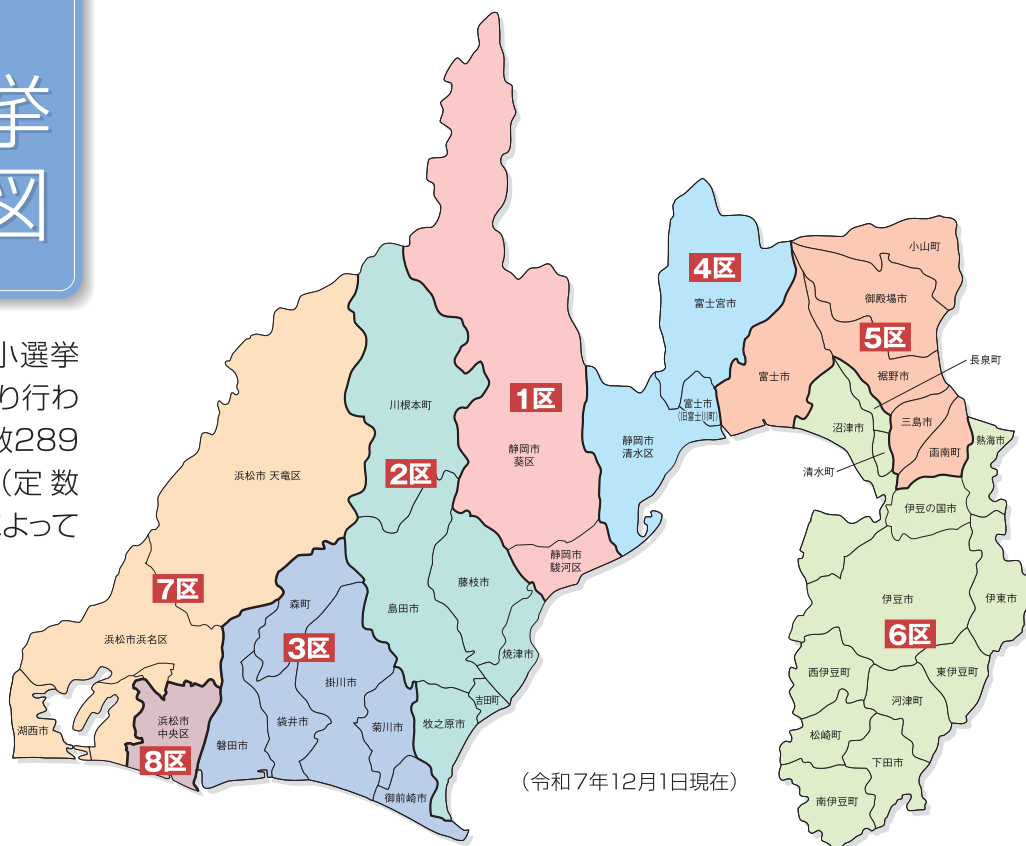 挙
図
小選挙
り行わ
数289
(定数
よって
4区
富士宮市
小山町
御殿場市
5区
長泉町
裾野市
富士市
富士市
(旧富士川町)
1区
静岡市
葵区
川根本町
2区
静岡市
清水区
沼津市
三島市
函南町
熱海市
清水町
浜松市 天竜区
伊豆の国市
静岡市
駿河区
7区
藤枝市
島田市
森町
伊豆市
伊東市
6区
浜松市浜名区
3区
焼津市
掛川市
西伊豆町
東伊豆町
河津町
吉田町
湖西市
浜松市
中央区
8区
磐田市
袋井市
菊川市
牧之原市
松崎町
下田市
御前崎市
南伊豆町
(令和7年12月1日現在)